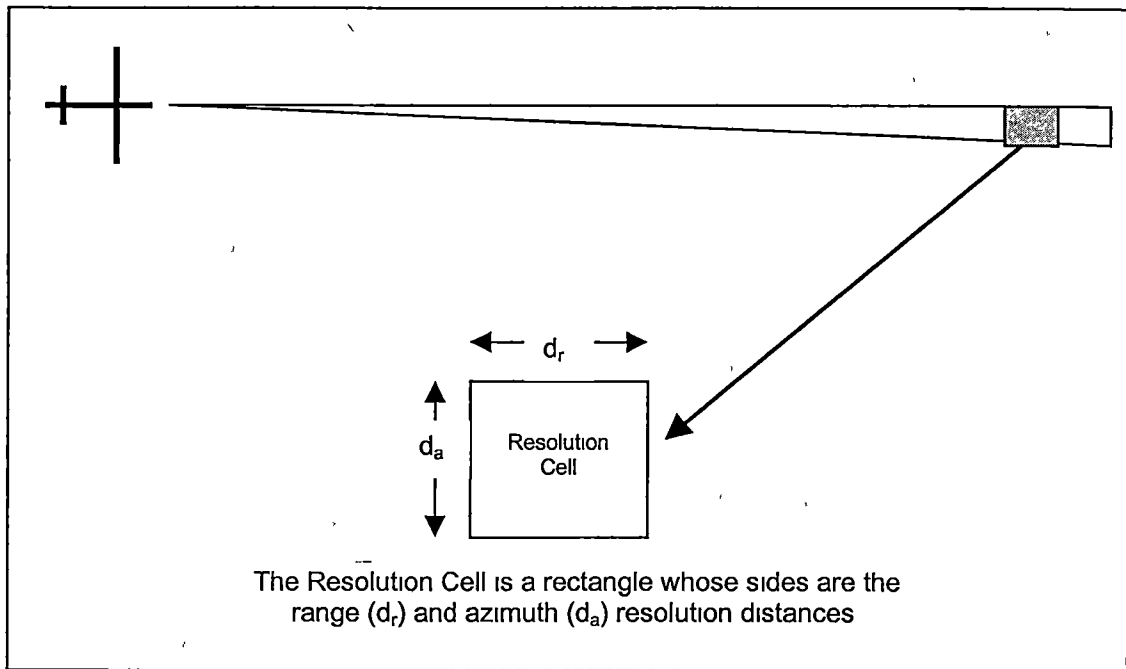 d_r
d_a
Resolution
Cell
The Resolution Cell is a rectangle whose sides are the
range (d_r) and azimuth (d_a) resolution distances